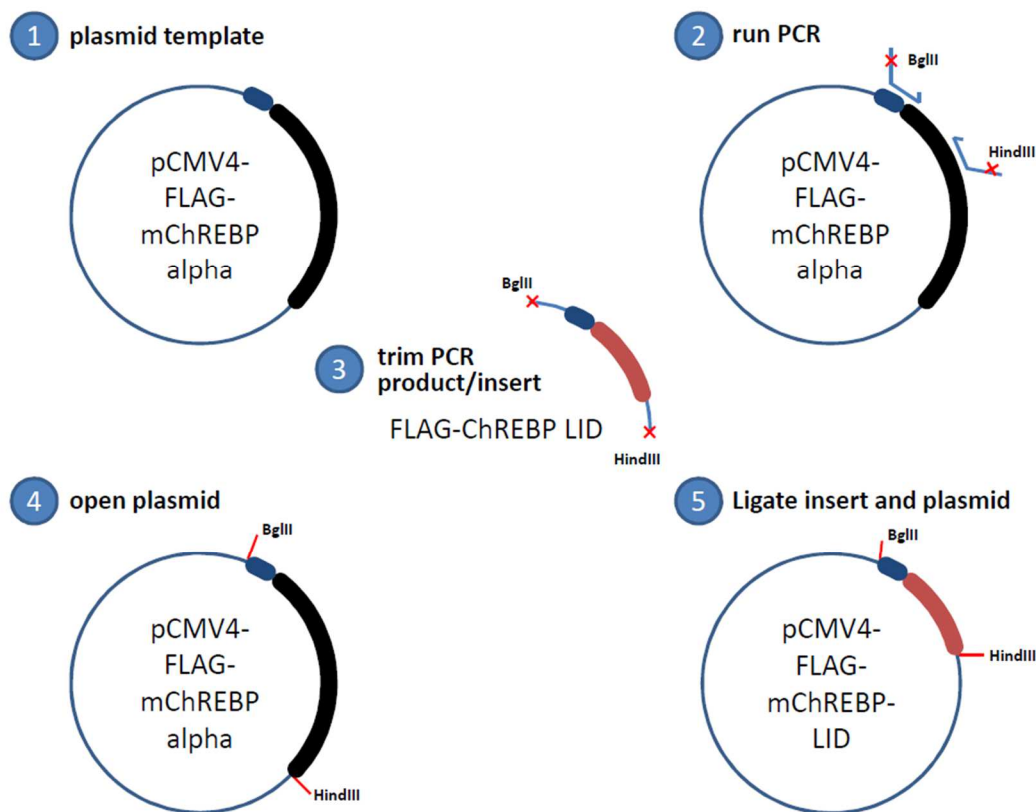 1 plasmid template
pCMV4-
FLAG-
mChREBP
alpha
2 run PCR
BglII
HindIII
pCMV4-
FLAG-
mChREBP
alpha
3 trim PCR
product/insert
FLAG-ChREBP LID
BglII
HindIII
4 open plasmid
BglII
pCMV4-
FLAG-
mChREBP
alpha
HindIII
5 Ligate insert and plasmid
BglII
pCMV4-
FLAG-
mChREBP-
LID
HindIII